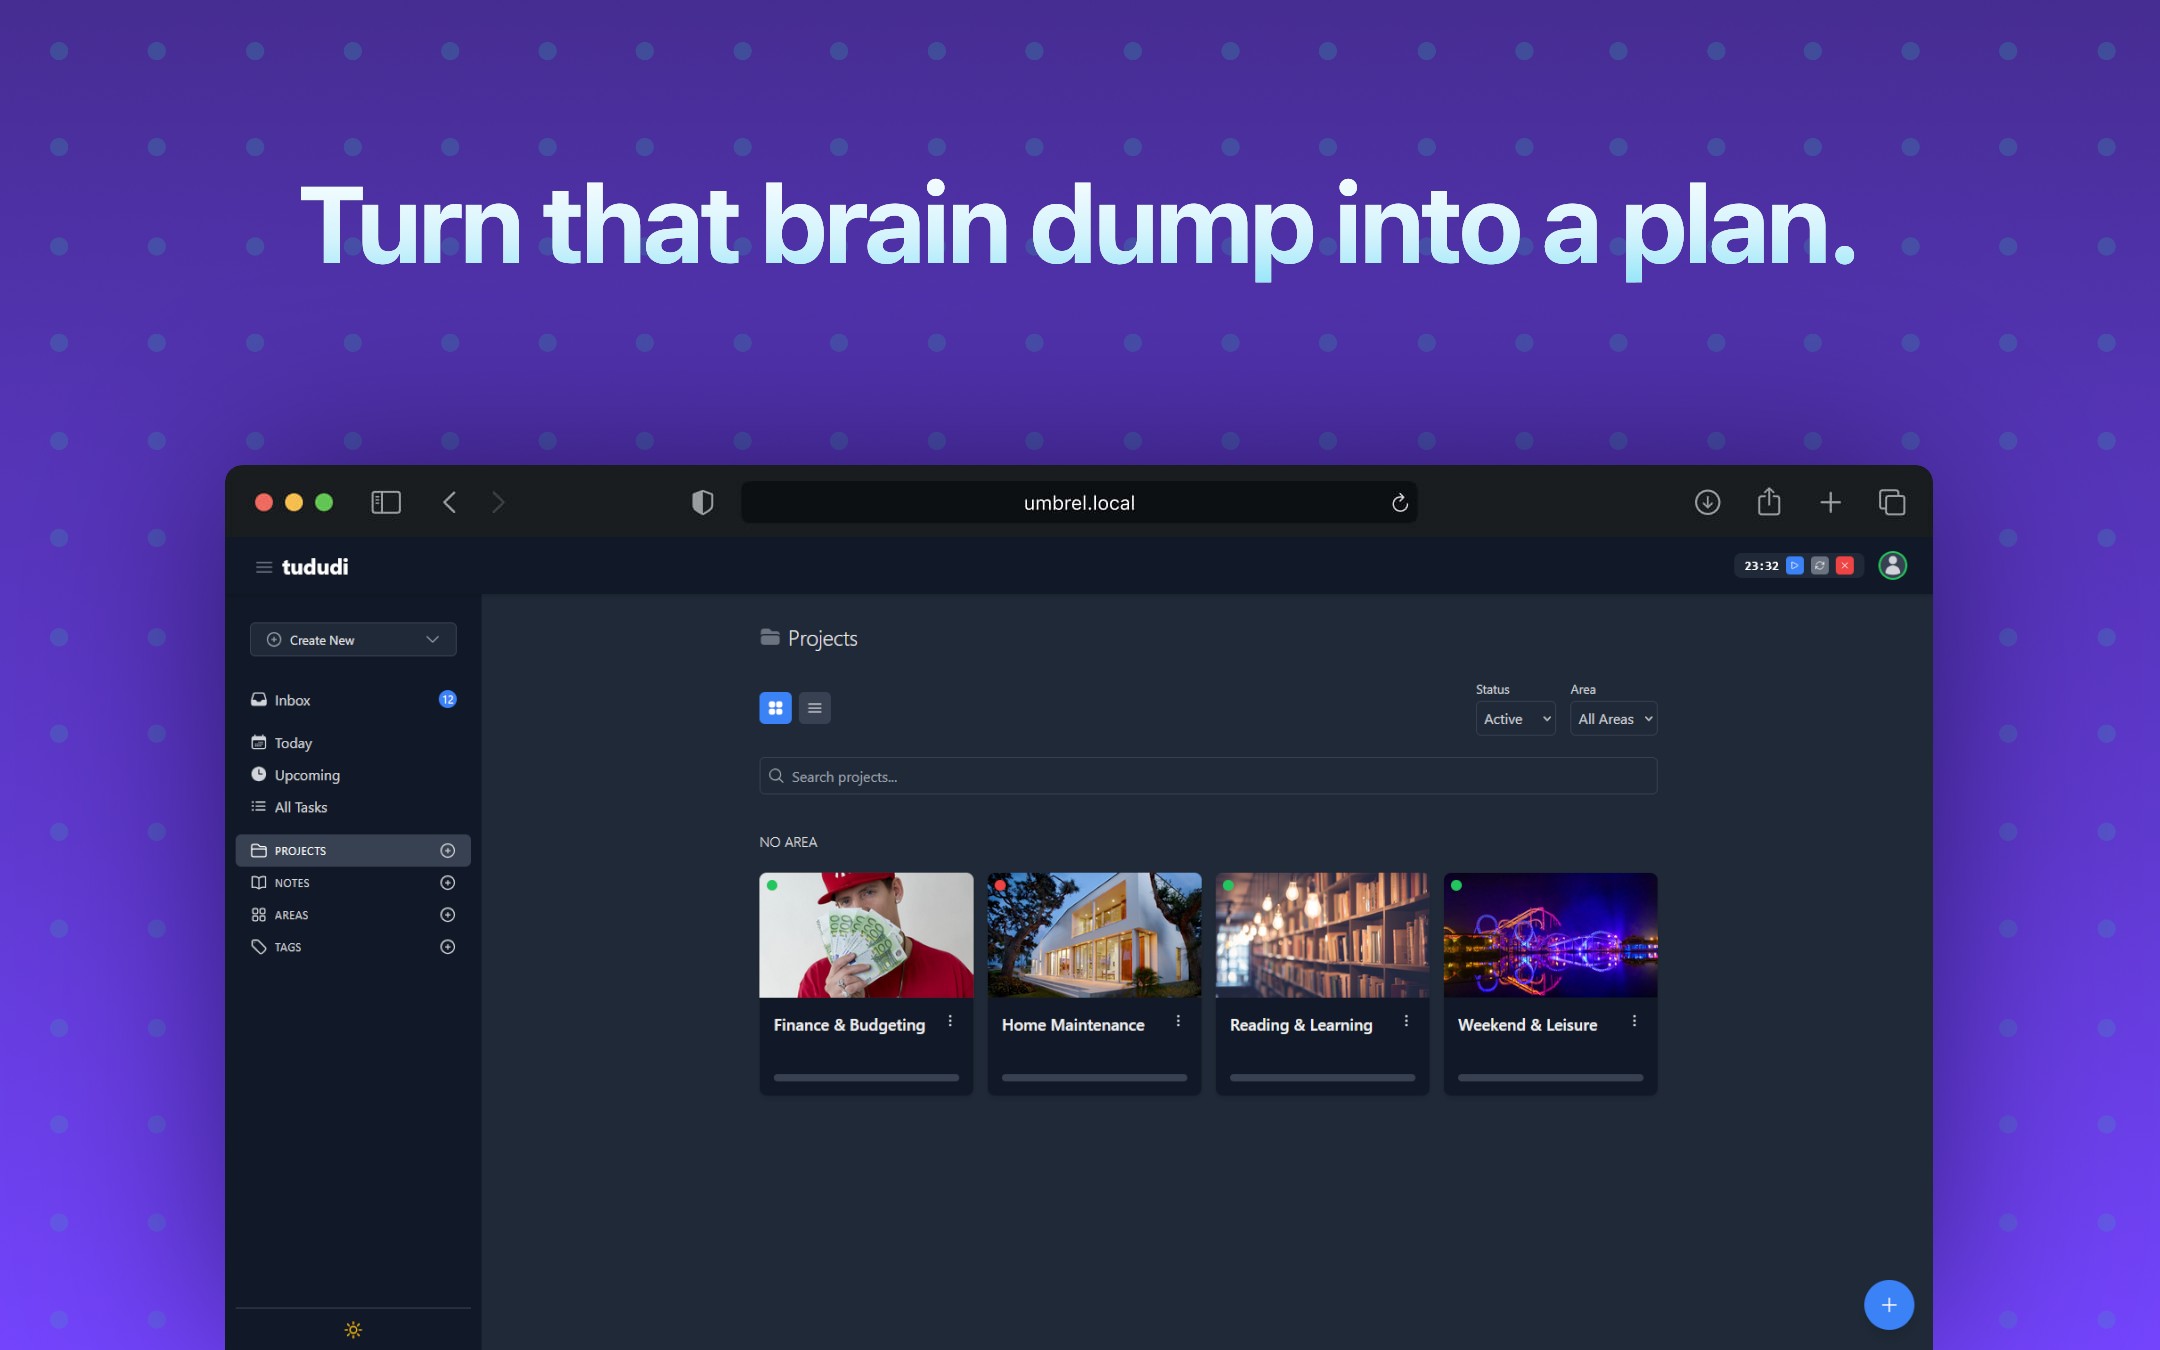 Turn that brain dump into a plan.
umbrel.local
tududi
23:32
Create New
Inbox
12
Today
Upcoming
All Tasks
PROJECTS
NOTES
AREAS
TAGS
Projects
Status
Area
Active
All Areas
Search projects...
NO AREA
Finance & Budgeting
Home Maintenance
Reading & Learning
Weekend & Leisure